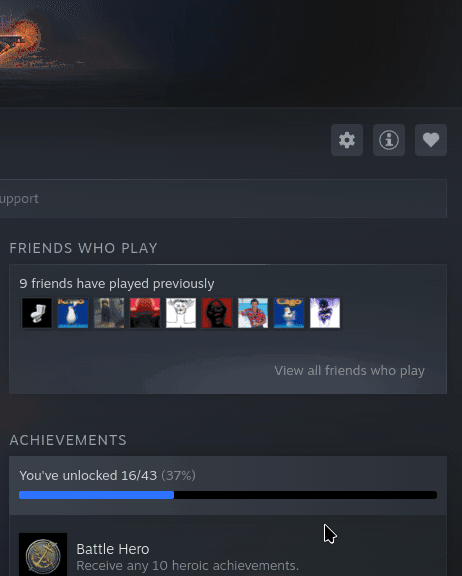 upport
FRIENDS WHO PLAY
9 friends have played previously
View all friends who play
ACHIEVEMENTS
You've unlocked 16/43 (37%)
Battle Hero
Receive any 10 heroic achievements.